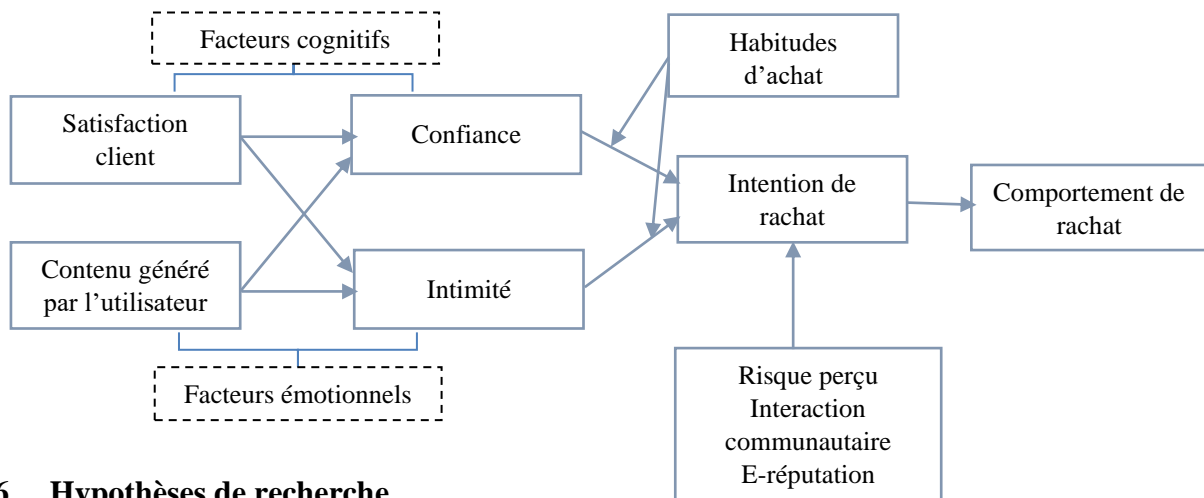 Facteurs cognitifs
Habitudes
d’achat
Satisfaction
client
Confiance
Intention de
rachat
Comportement de
rachat
Contenu généré
par l’utilisateur
Intimité
Facteurs émotionnels
Risque perçu
Interaction
communautaire
E-réputation
6 Hypothèses de recherche